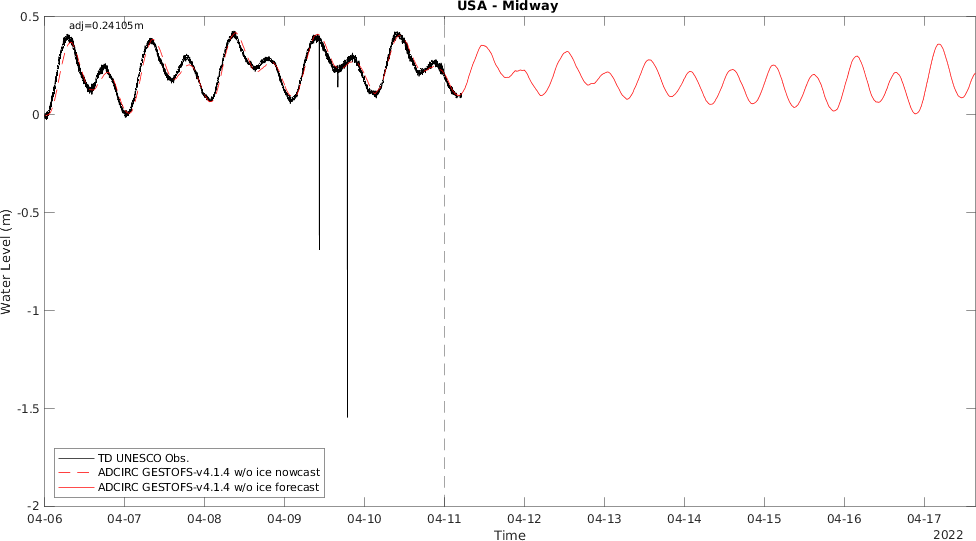 USA - Midway
adj=0.24105m
0.5
0
-0.5
-1
-1.5
-2
Water Level (m)
TD UNESCO Obs.
ADCIRC GESTOFS-v4.1.4 w/o ice nowcast
ADCIRC GESTOFS-v4.1.4 w/o ice forecast
04-06 04-07 04-08 04-09 04-10 04-11 04-12 04-13 04-14 04-15 04-16 04-17
Time
2022